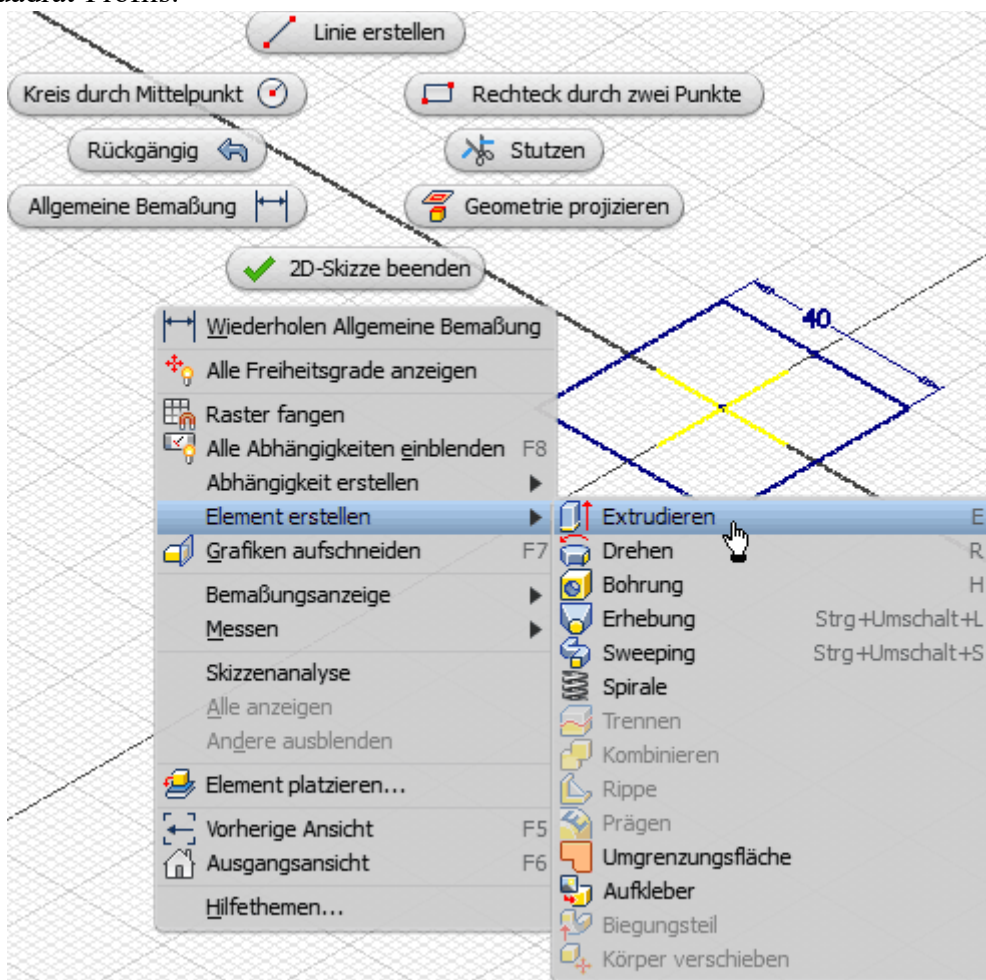 Linie erstellen
Kreis durch Mittelpunkt
Rechteck durch zwei Punkte
Rückgängig
Stutzen
Allgemeine Bemaßung
Geometrie projizieren
2D-Skizze beenden
40
Wiederholen Allgemeine Bemaßung
Alle Freiheitsgrade anzeigen
Raster fangen
Alle Abhängigkeiten einblenden F8
Abhängigkeit erstellen
Element erstellen
Grafiken aufschneiden F7
Bemaßungsanzeige
Messen
Skizzenanalyse
Alle anzeigen
Andere ausblenden
Element platzieren...
Vorherige Ansicht F5
Ausgangsansicht F6
Hilfethemen...
Extrudieren E
Drehen R
Bohrung H
Erhebung Strg+Umschalt+L
Sweeping Strg+Umschalt+S
Spirale
Trennen
Kombinieren
Rippe
Prägen
Umgrenzungsfläche
Aufkleber
Biegungsteil
Körper verschieben